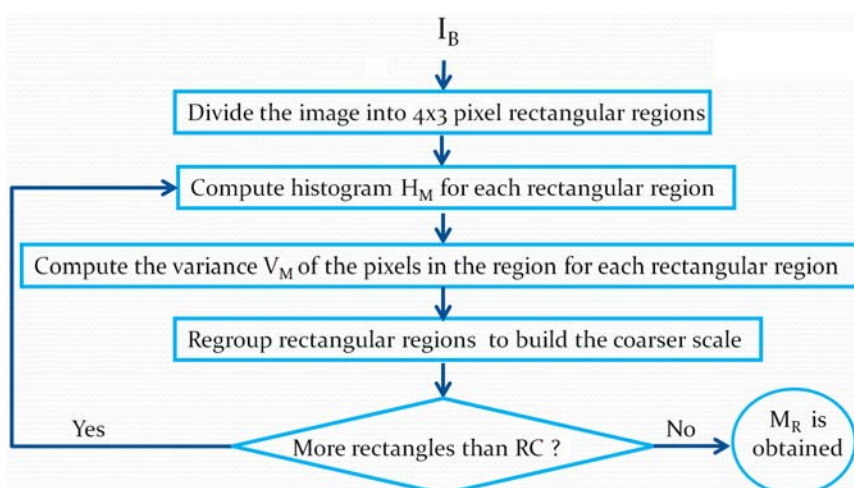 I_B
Divide the image into 4x3 pixel rectangular regions
Compute histogram H_M for each rectangular region
Compute the variance V_M of the pixels in the region for each rectangular region
Regroup rectangular regions to build the coarser scale
Yes
More rectangles than RC ?
No
M_R is
obtained